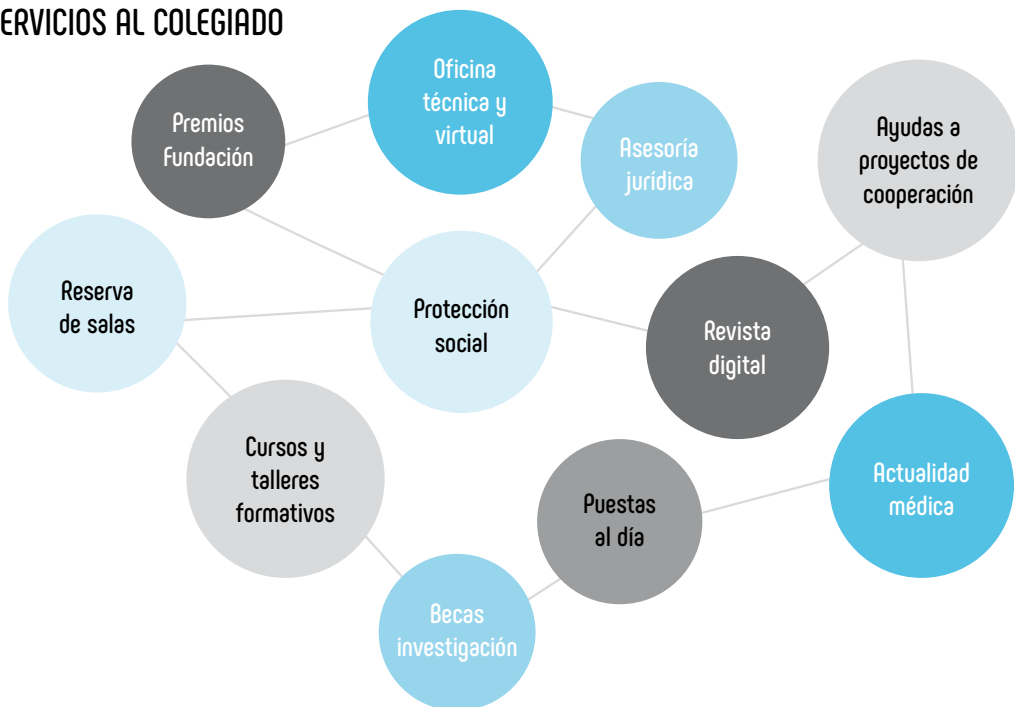 ERVICIOS AL COLEGIADO
Oficina
técnica y
virtual
Premios
Fundación
Asesoría
jurídica
Ayudas a
proyectos de
cooperación
Reserva
de salas
Protección
social
Revista
digital
Cursos y
talleres
formativos
Puestas
al día
Actualidad
médica
Becas
investigación